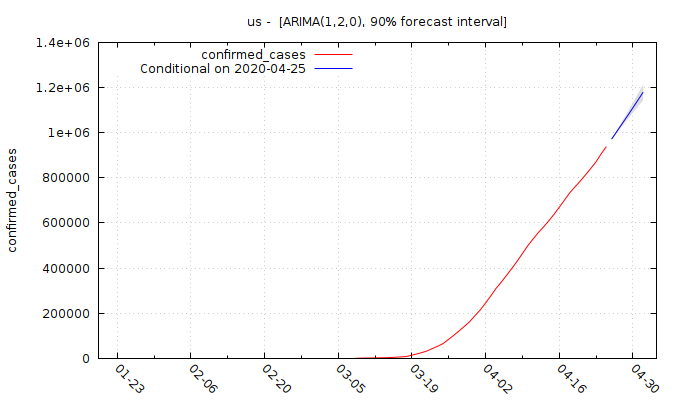 us -  [ARIMA(1,2,0), 90% forecast interval]
1.4e+06
1.2e+06
1e+06
800000
600000
400000
200000
0
confirmed_cases
confirmed_cases
Conditional on 2020-04-25
01-23
02-06
02-20
03-05
03-19
04-02
04-16
04-30